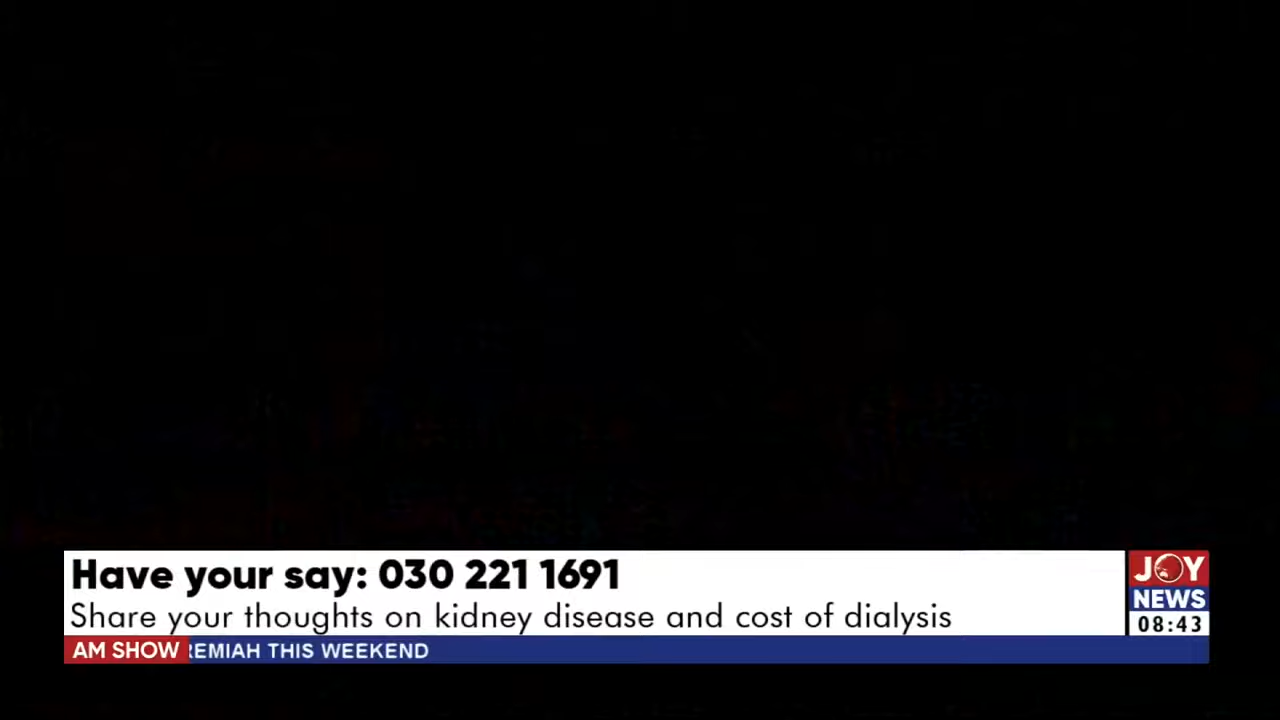 Have your say: 030 221 1691
Share your thoughts on kidney disease and cost of dialysis
JOY
NEWS
08:43
AM SHOW
REMIAH THIS WEEKEND